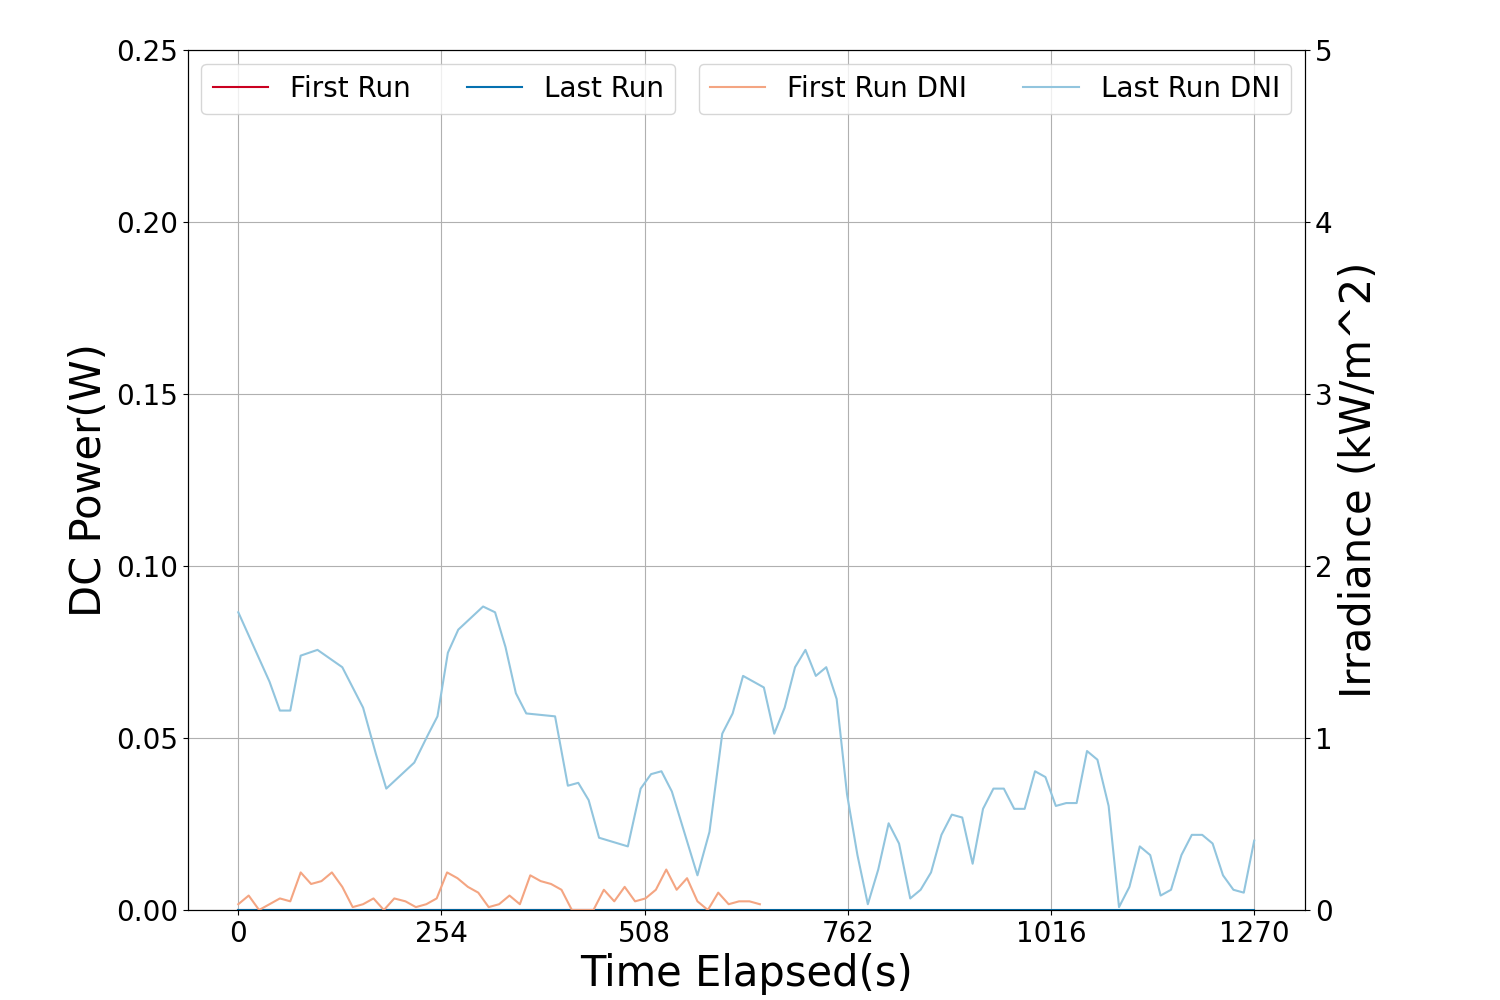 First Run
Last Run
First Run DNI
Last Run DNI
DC Power(W)
0.25
0.20
0.15
0.10
0.05
0.00
5
4
3
2
1
0
Irradiance (kW/m^2)
0
254
508
762
1016
1270
Time Elapsed(s)